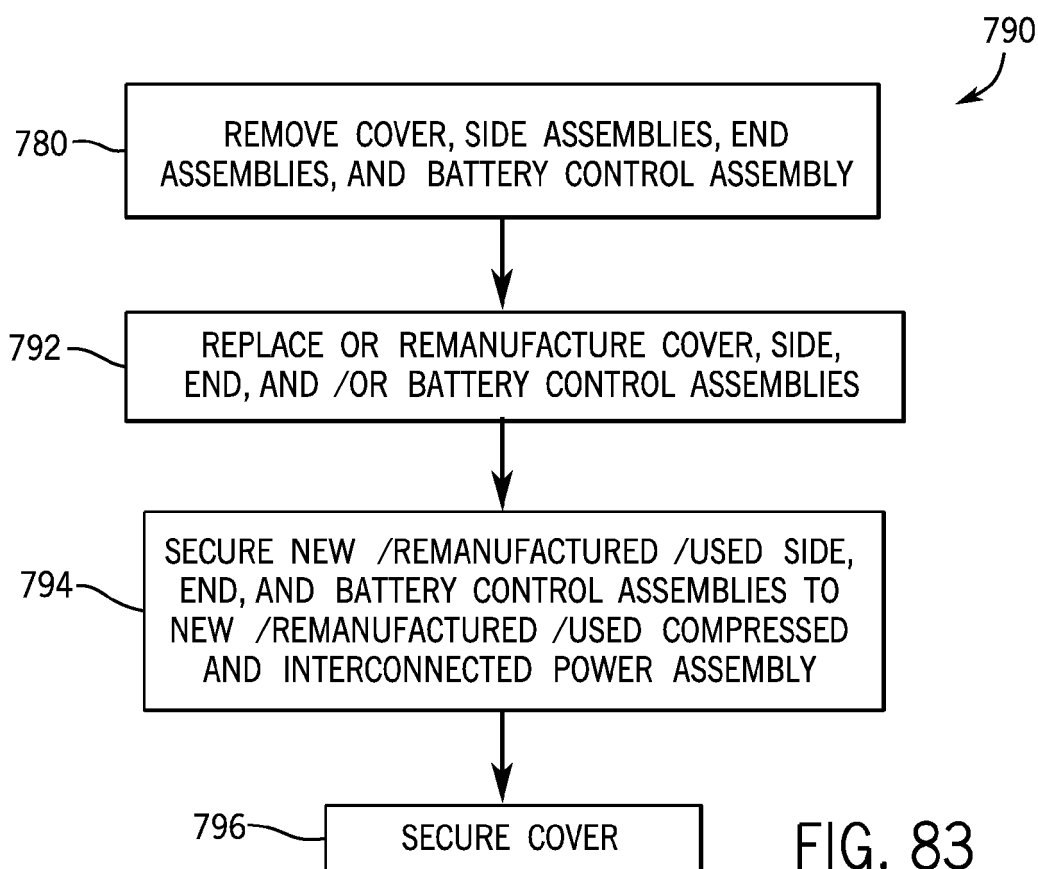 790
780
REMOVE COVER, SIDE ASSEMBLIES, END
ASSEMBLIES, AND BATTERY CONTROL ASSEMBLY
792
REPLACE OR REMANUFACTURE COVER, SIDE,
END, AND /OR BATTERY CONTROL ASSEMBLIES
794
SECURE NEW /REMANUFACTURED /USED SIDE,
END, AND BATTERY CONTROL ASSEMBLIES TO
NEW /REMANUFACTURED /USED COMPRESSED
AND INTERCONNECTED POWER ASSEMBLY
796
SECURE COVER
FIG. 83